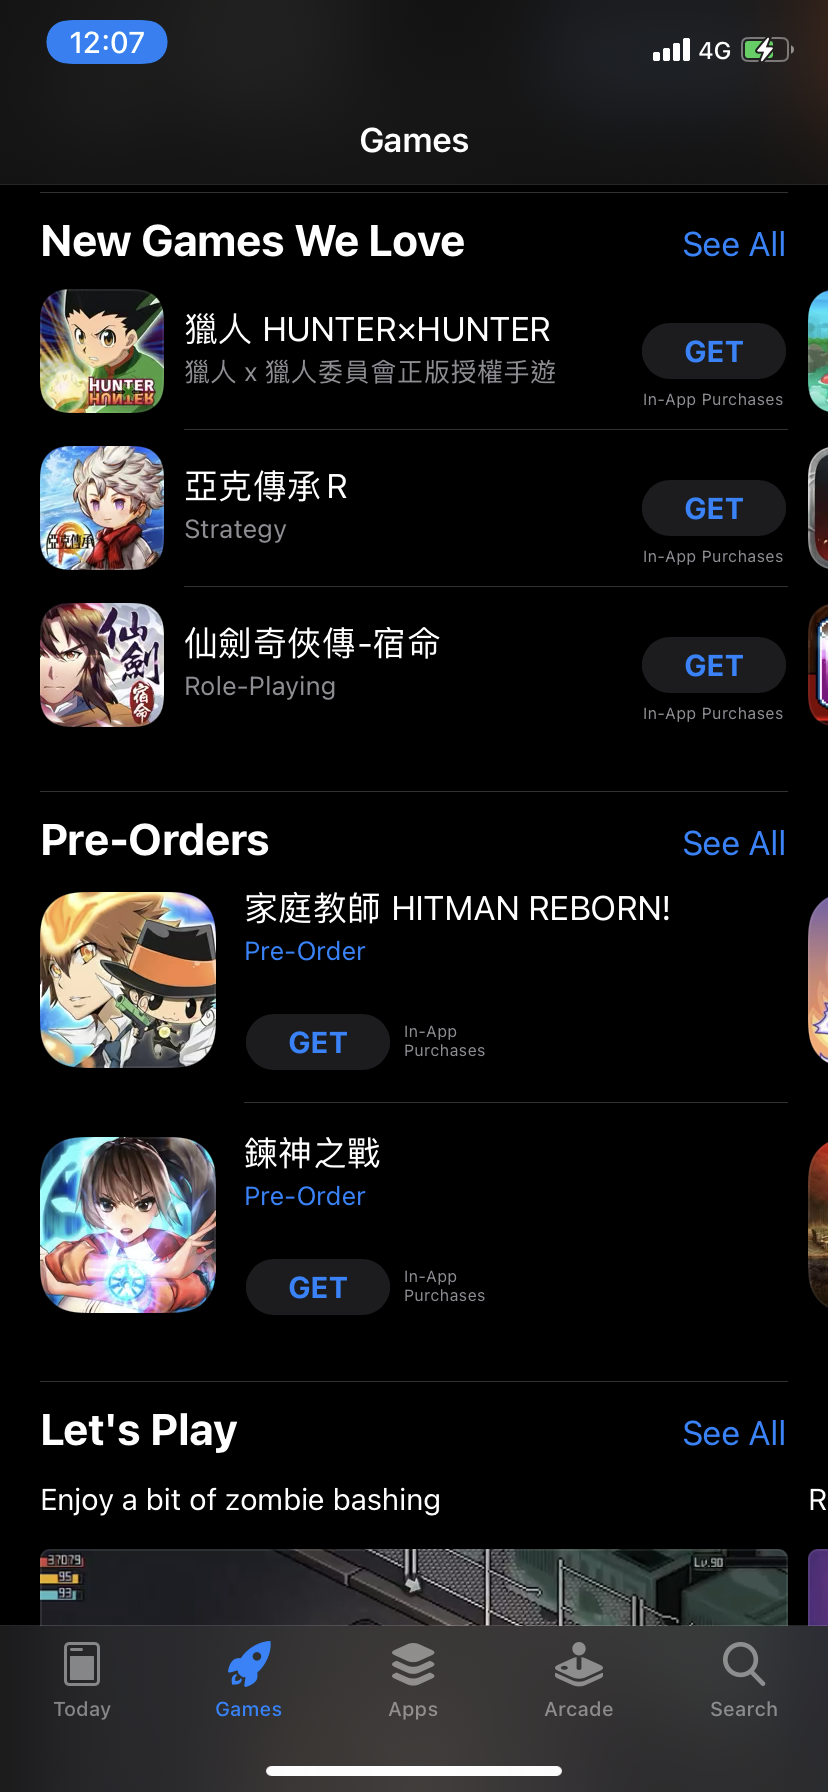 12:07
4G
Games
New Games We Love
See All
HUNTER
HUNTER
獵人 HUNTER×HUNTER
獵人 x 獵人委員會正版授權手遊
GET
In-App Purchases
亞克傳承
亞克傳承 R
Strategy
GET
In-App Purchases
仙劍
宿命
仙劍奇俠傳-宿命
Role-Playing
GET
In-App Purchases
Pre-Orders
See All
家庭教師 HITMAN REBORN!
Pre-Order
GET
In-App
Purchases
鍊神之戰
Pre-Order
GET
In-App
Purchases
Let's Play
See All
Enjoy a bit of zombie bashing
R
37079
95
93
Lv.90
Today
Games
Apps
Arcade
Search